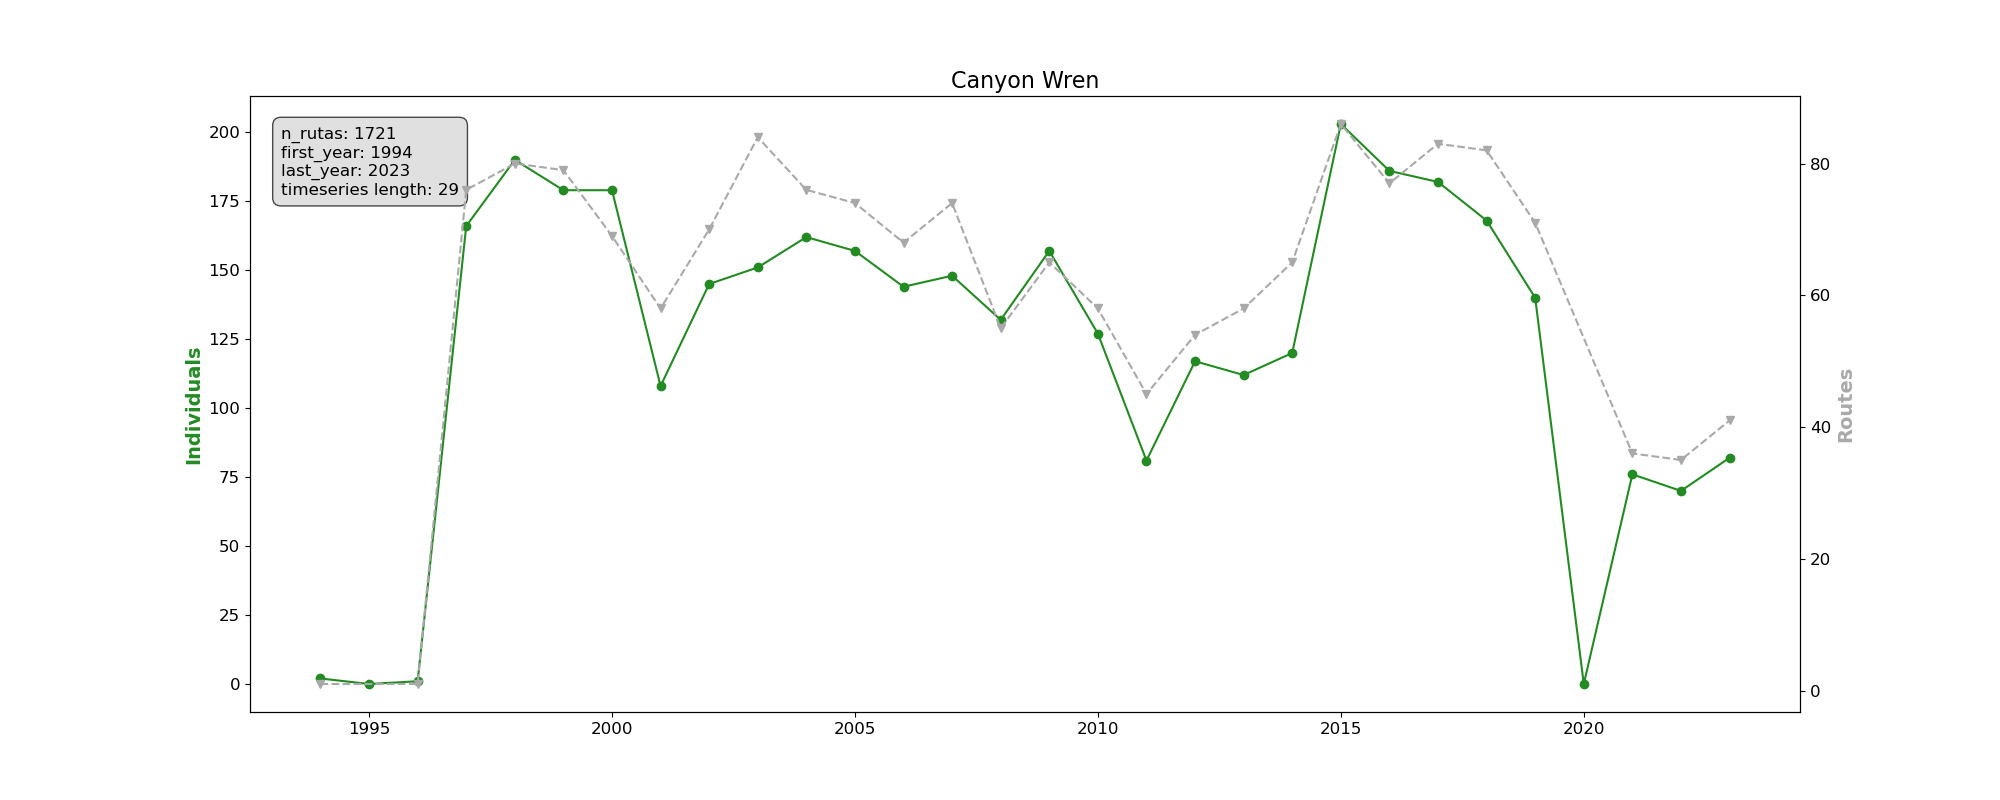 Canyon Wren
n_rutas: 1721
first_year: 1994
last_year: 2023
timeseries length: 29
Individuals
200
175
150
125
100
75
50
25
0
Routes
80
60
40
20
0
1995 2000 2005 2010 2015 2020